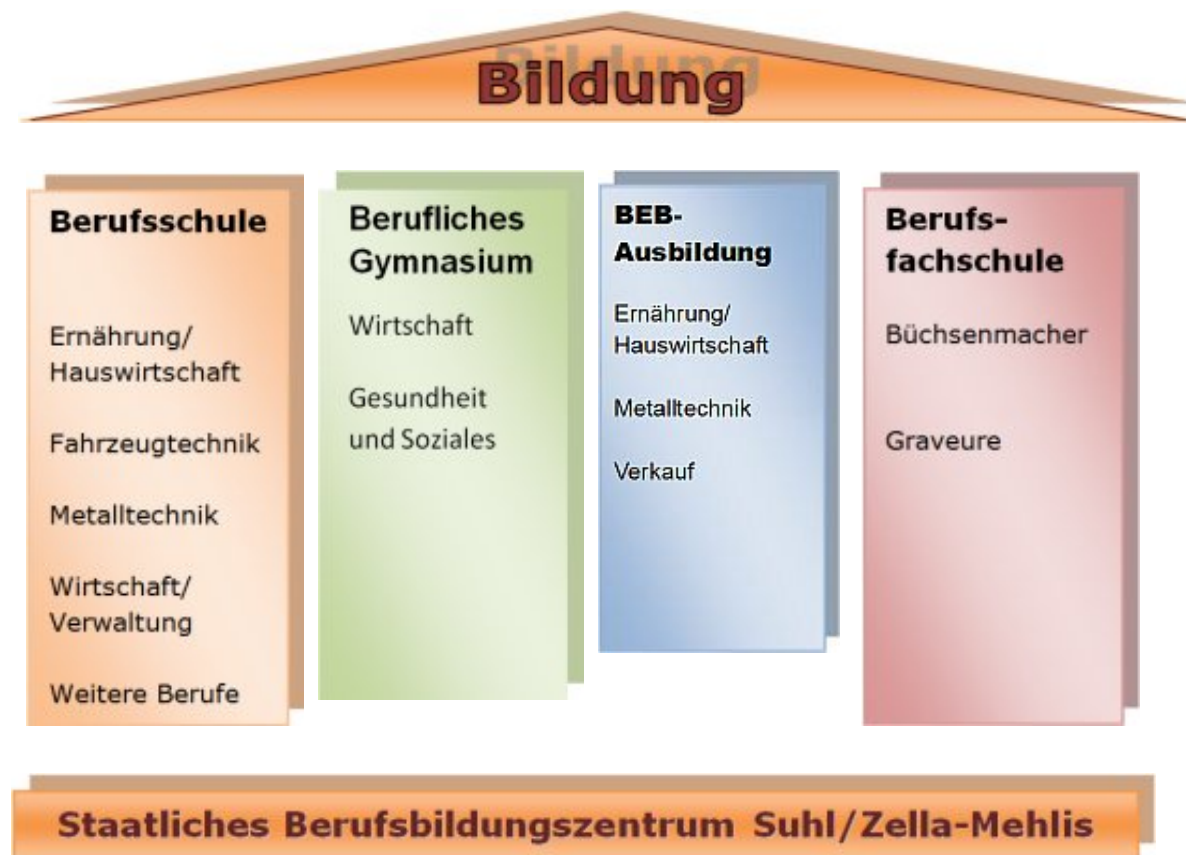 Bildung
Berufsschule
Ernährung/
Hauswirtschaft
Fahrzeugtechnik
Metalltechnik
Wirtschaft/
Verwaltung
Weitere Berufe
Berufliches
Gymnasium
Wirtschaft
Gesundheit
und Soziales
BEB-
Ausbildung
Ernährung/
Hauswirtschaft
Metalltechnik
Verkauf
Berufs-
fachschule
Büchsenmacher
Graveure
Staatliches Berufsbildungszentrum Suhl/Zella-Mehlis